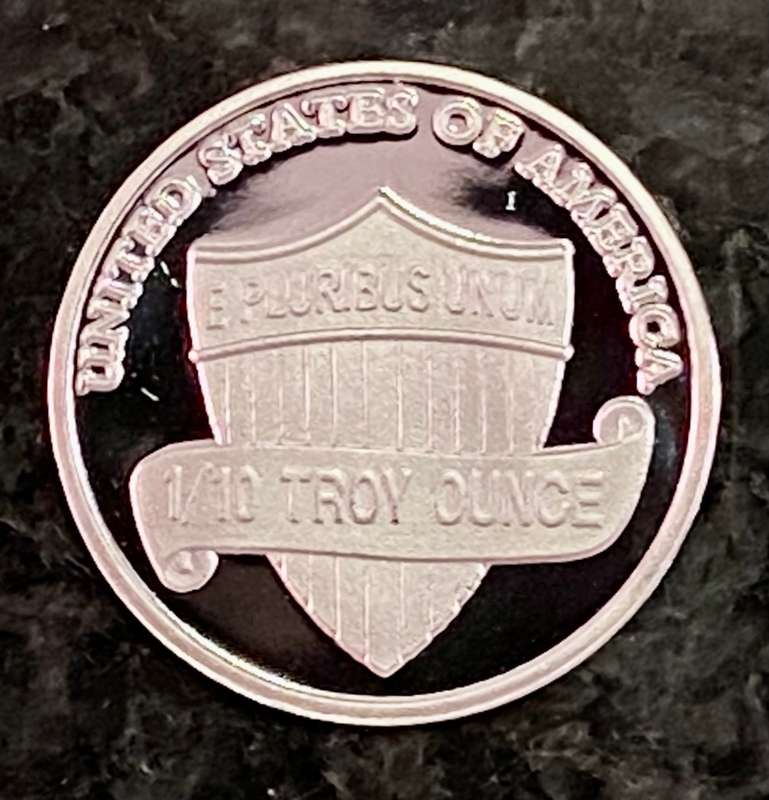 UNITED STATES OF AMERICA
E PLURIBUS UNUM
1/10 TROY OUNCE